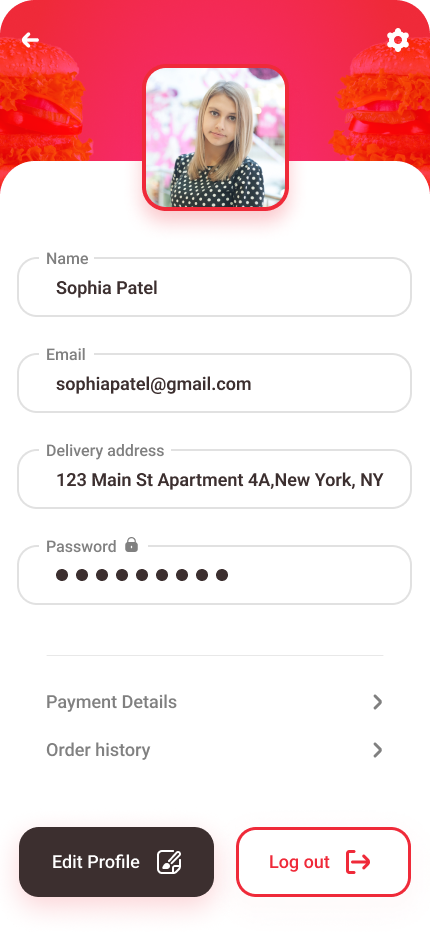 Name
Sophia Patel
Email
sophiapatel@gmail.com
Delivery address
123 Main St Apartment 4A,New York, NY
Password
Payment Details
Order history
Edit Profile
Log out